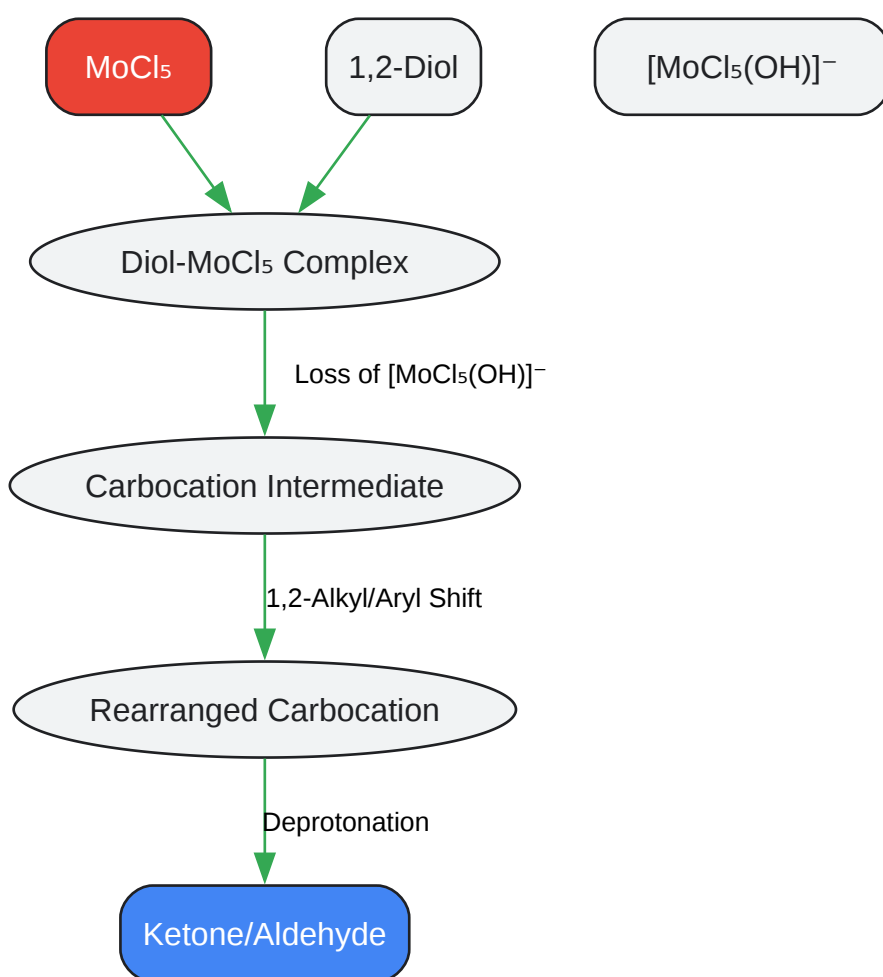 MoCl₅
1,2-Diol
[MoCl₅(OH)]⁻
Diol-MoCl₅ Complex
Loss of [MoCl₅(OH)]⁻
Carbocation Intermediate
1,2-Alkyl/Aryl Shift
Rearranged Carbocation
Deprotonation
Ketone/Aldehyde